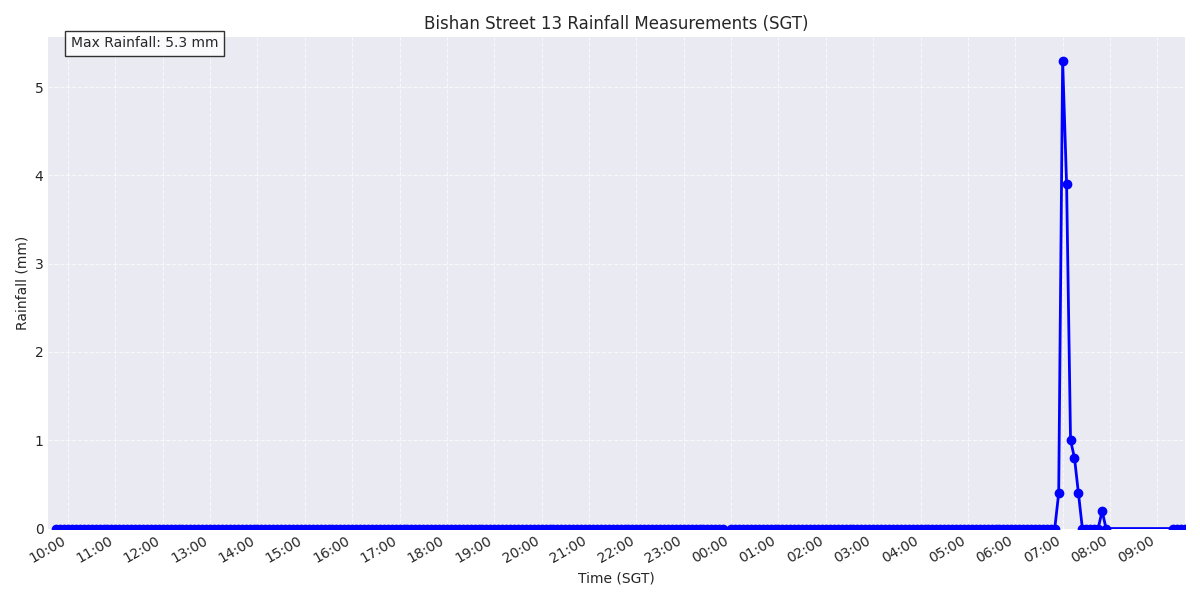 Bishan Street 13 Rainfall Measurements (SGT)
Max Rainfall: 5.3 mm
Rainfall (mm)
5
4
3
2
1
0
10:00 11:00 12:00 13:00 14:00 15:00 16:00 17:00 18:00 19:00 20:00 21:00 22:00 23:00 00:00 01:00 02:00 03:00 04:00 05:00 06:00 07:00 08:00 09:00
Time (SGT)